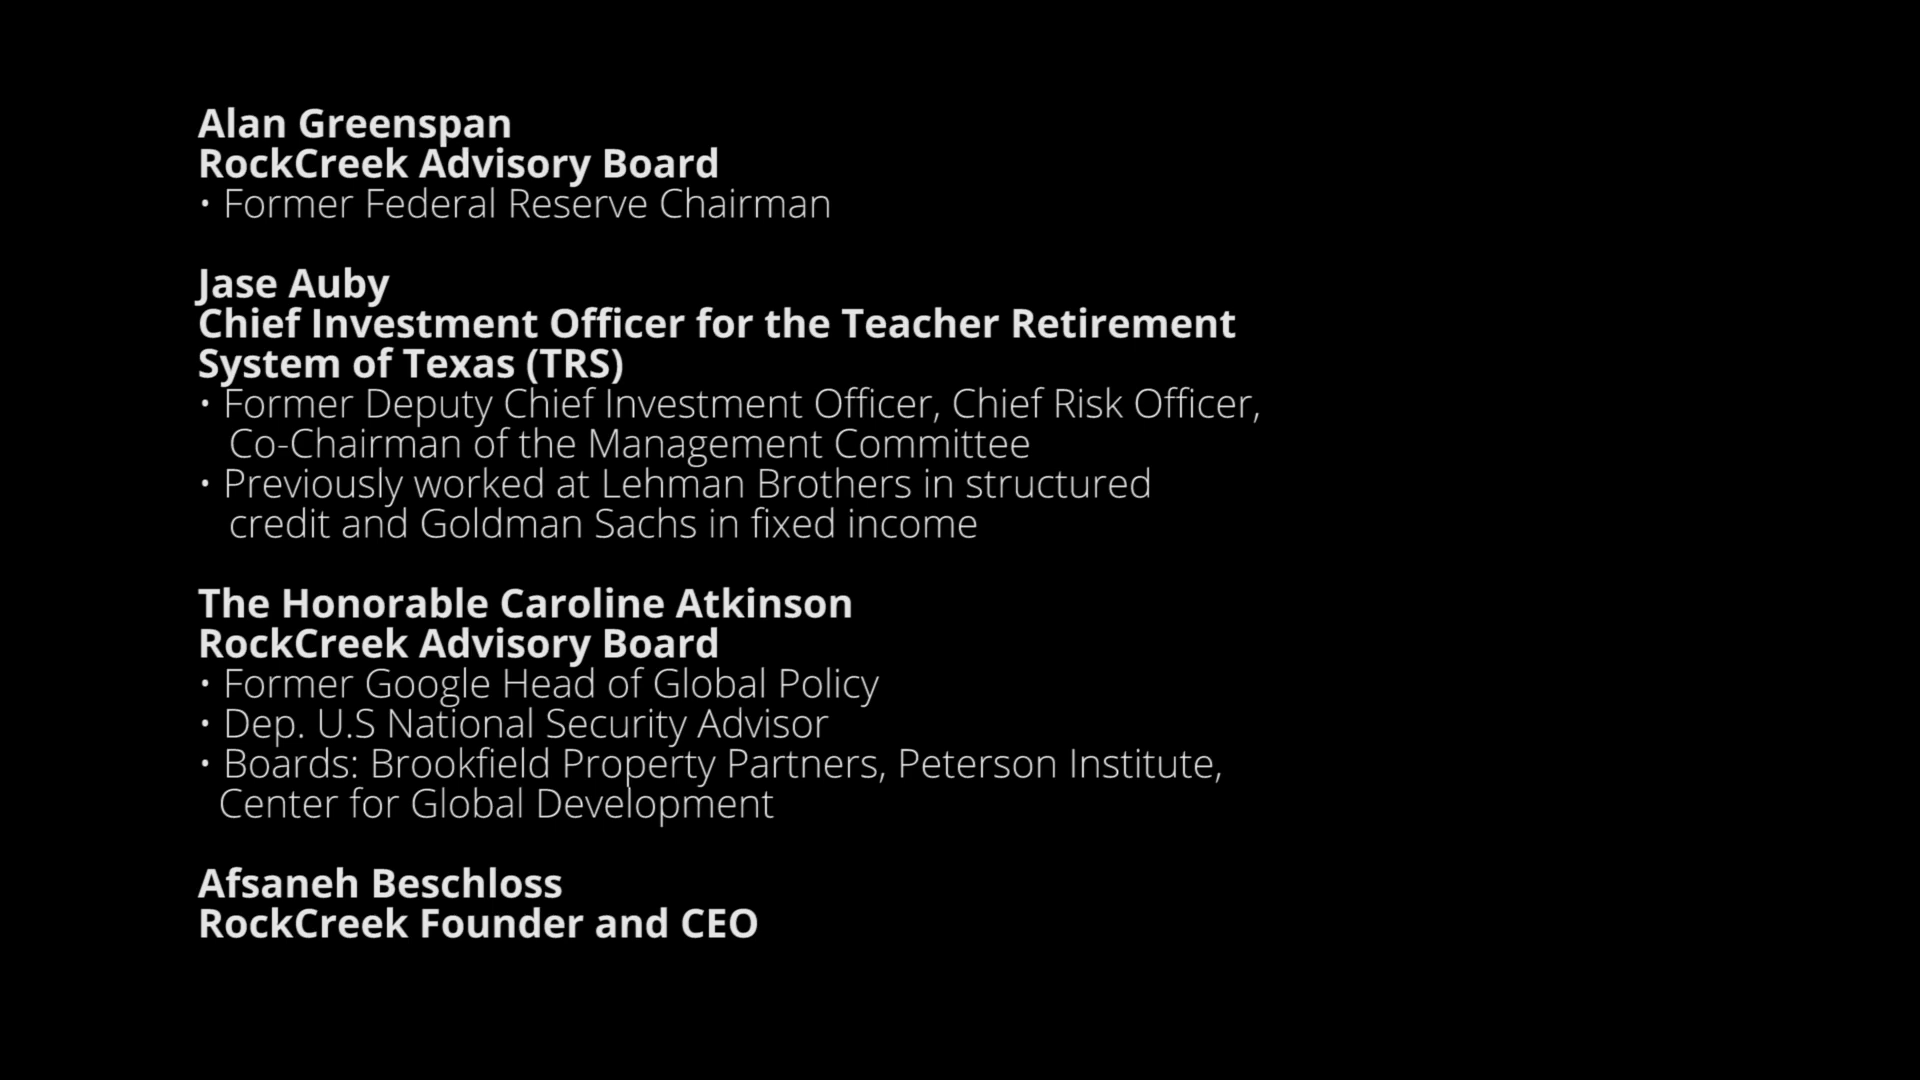 Alan Greenspan
RockCreek Advisory Board
• Former Federal Reserve Chairman
Jase Auby
Chief Investment Officer for the Teacher Retirement
System of Texas (TRS)
• Former Deputy Chief Investment Officer, Chief Risk Officer,
Co-Chairman of the Management Committee
• Previously worked at Lehman Brothers in structured
credit and Goldman Sachs in fixed income
The Honorable Caroline Atkinson
RockCreek Advisory Board
• Former Google Head of Global Policy
• Dep. U.S National Security Advisor
• Boards: Brookfield Property Partners, Peterson Institute,
Center for Global Development
Afsaneh Beschloss
RockCreek Founder and CEO